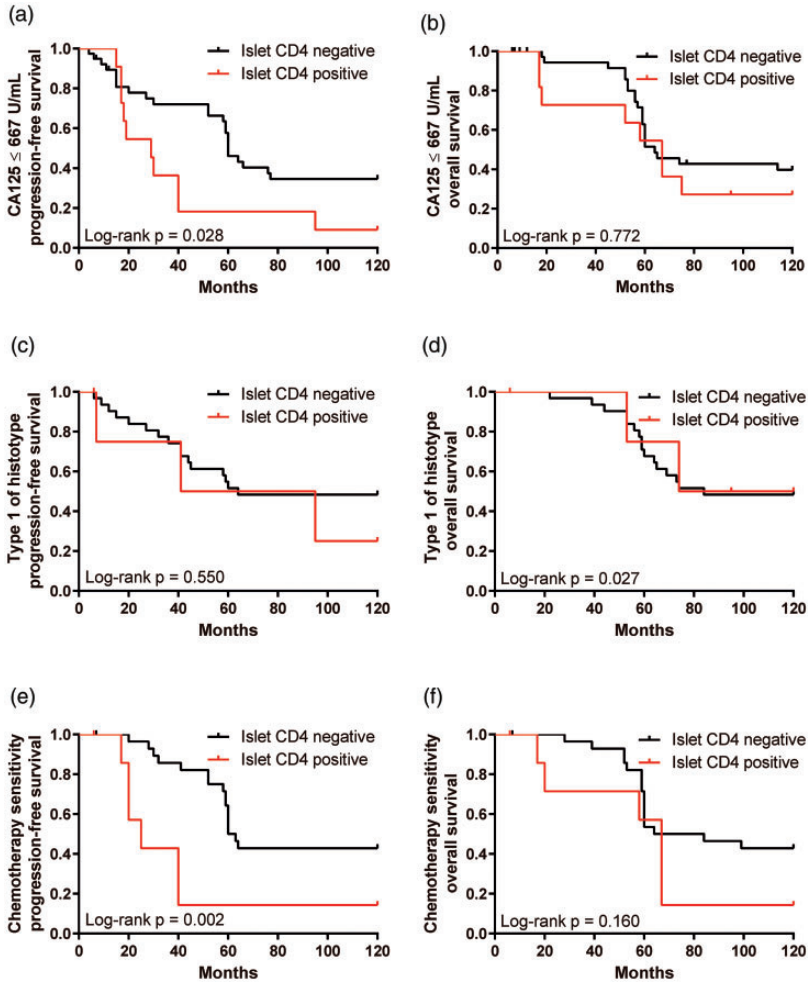 (a)
CA125 ≤ 667 U/mL
progression-free survival
1.0
0.8
0.6
0.4
0.2
0.0
Islet CD4 negative
Islet CD4 positive
Log-rank p = 0.028
0 20 40 60 80 100 120
Months
(b)
CA125 ≤ 667 U/mL
overall survival
1.0
0.8
0.6
0.4
0.2
0.0
Islet CD4 negative
Islet CD4 positive
Log-rank p = 0.772
0 20 40 60 80 100 120
Months
(c)
Type 1 of histotype
progression-free survival
1.0
0.8
0.6
0.4
0.2
0.0
Islet CD4 negative
Islet CD4 positive
Log-rank p = 0.550
0 20 40 60 80 100 120
Months
(d)
Type 1 of histotype
overall survival
1.0
0.8
0.6
0.4
0.2
0.0
Islet CD4 negative
Islet CD4 positive
Log-rank p = 0.027
0 20 40 60 80 100 120
Months
(e)
Chemotherapy sensitivity
progression-free survival
1.0
0.8
0.6
0.4
0.2
0.0
Islet CD4 negative
Islet CD4 positive
Log-rank p = 0.002
0 20 40 60 80 100 120
Months
(f)
Chemotherapy sensitivity
overall survival
1.0
0.8
0.6
0.4
0.2
0.0
Islet CD4 negative
Islet CD4 positive
Log-rank p = 0.160
0 20 40 60 80 100 120
Months